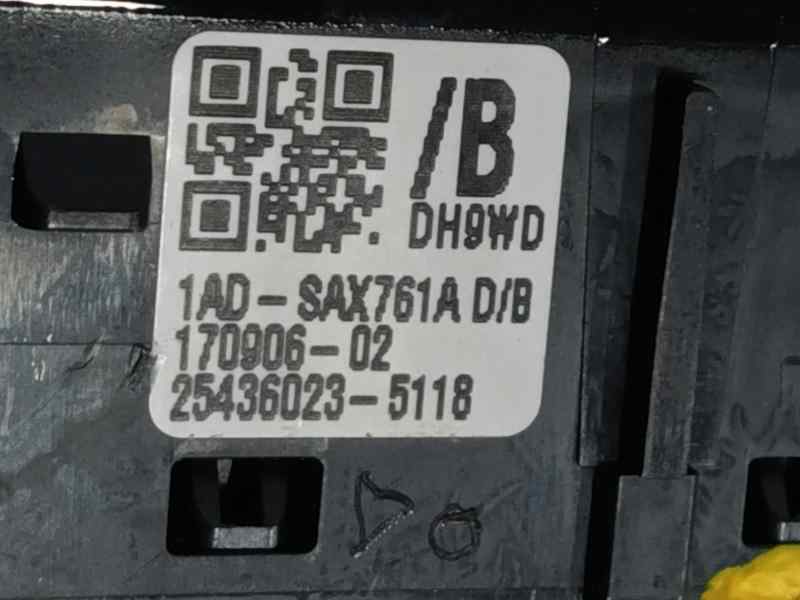 /B
DH9WD
1AD-SAX761A D/B
170906-02
25436023-5118